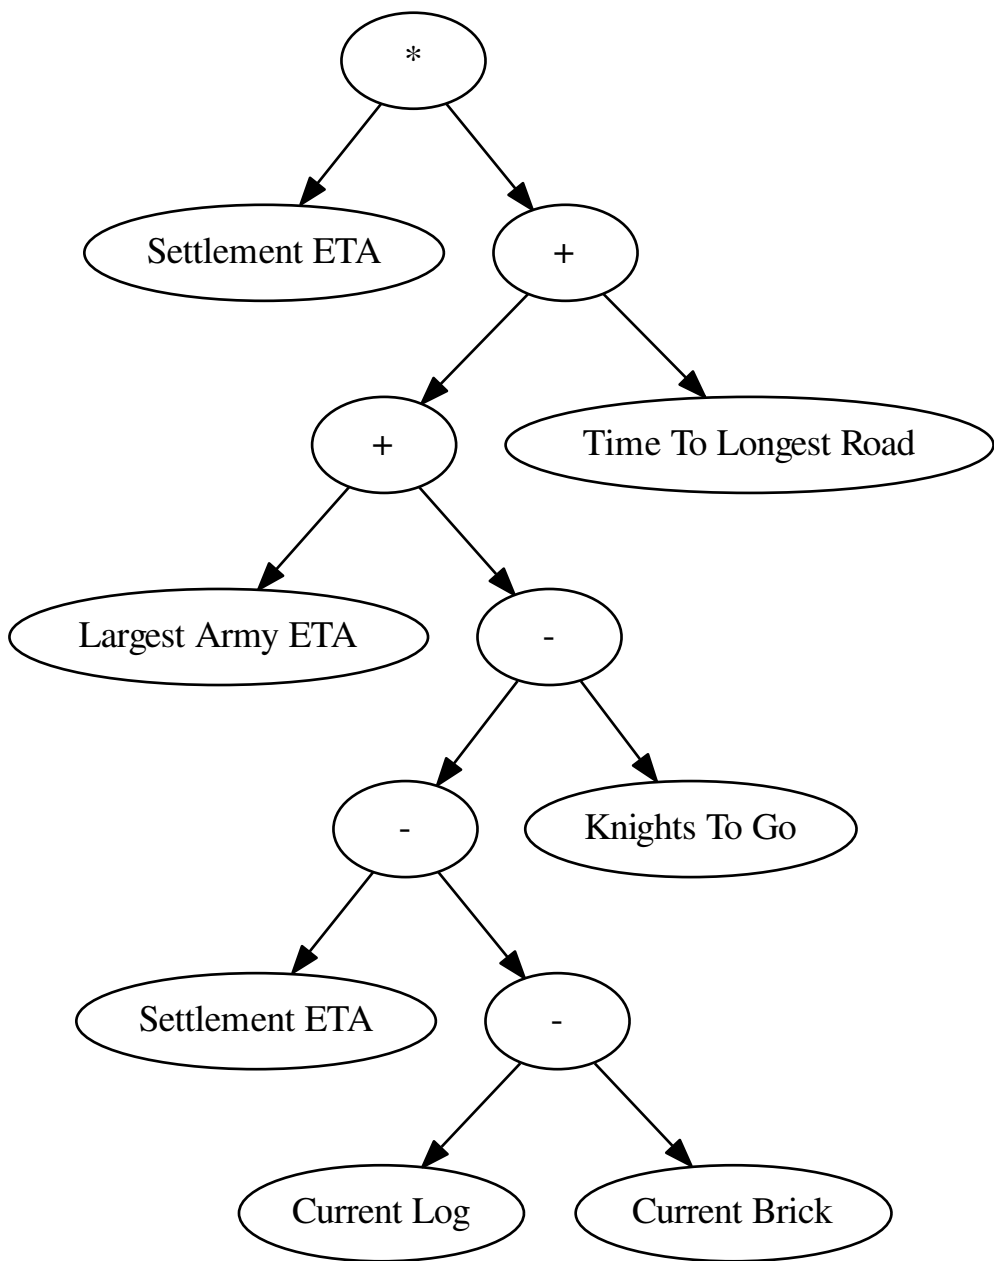 *
Settlement ETA
+
+
Time To Longest Road
Largest Army ETA
-
-
Knights To Go
Settlement ETA
-
Current Log
Current Brick